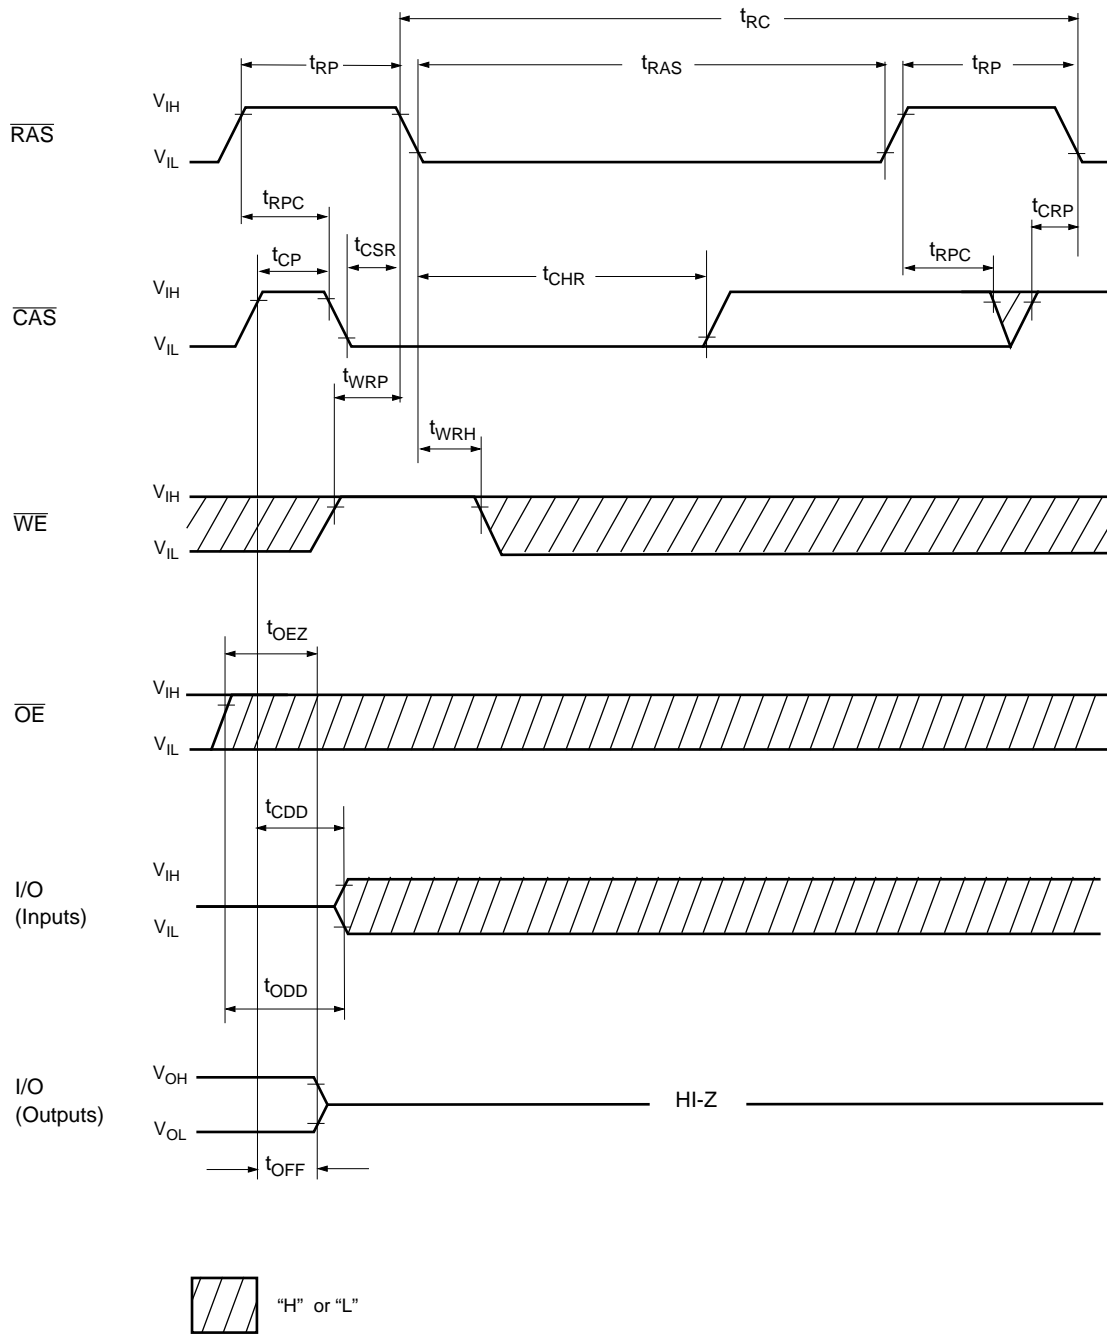 tRC
tRP tRAS tRP
VIH
RAS
VIL
tRPC tCRP
tCP tCSR tCHR tRPC
VIH
CAS
VIL
tWRP
tWRH
VIH
WE
VIL
tOEZ
VIH
OE
VIL
tCDD
VIH
I/O
(Inputs)
VIL
tODD
VOH
I/O
(Outputs)
HI-Z
VOL
tOFF
“H” or “L”